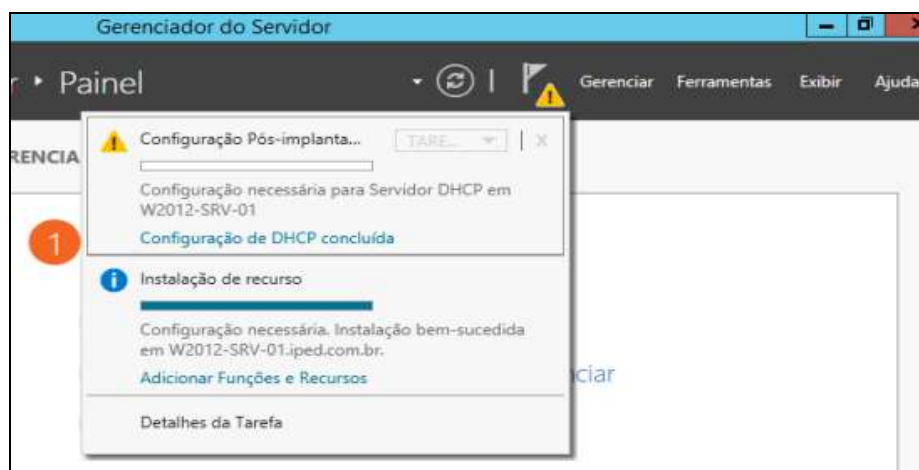 Gerenciador do Servidor
Painel
Gerenciar Ferramentas Exibir Ajuda
Configuração Pós-implanta...
TARE...
X
Configuração necessária para Servidor DHCP em
W2012-SRV-01
Configuração de DHCP concluída
1
Instalação de recurso
Configuração necessária. Instalação bem-sucedida
em W2012-SRV-01.iped.com.br.
Adicionar Funções e Recursos
Detalhes da Tarefa